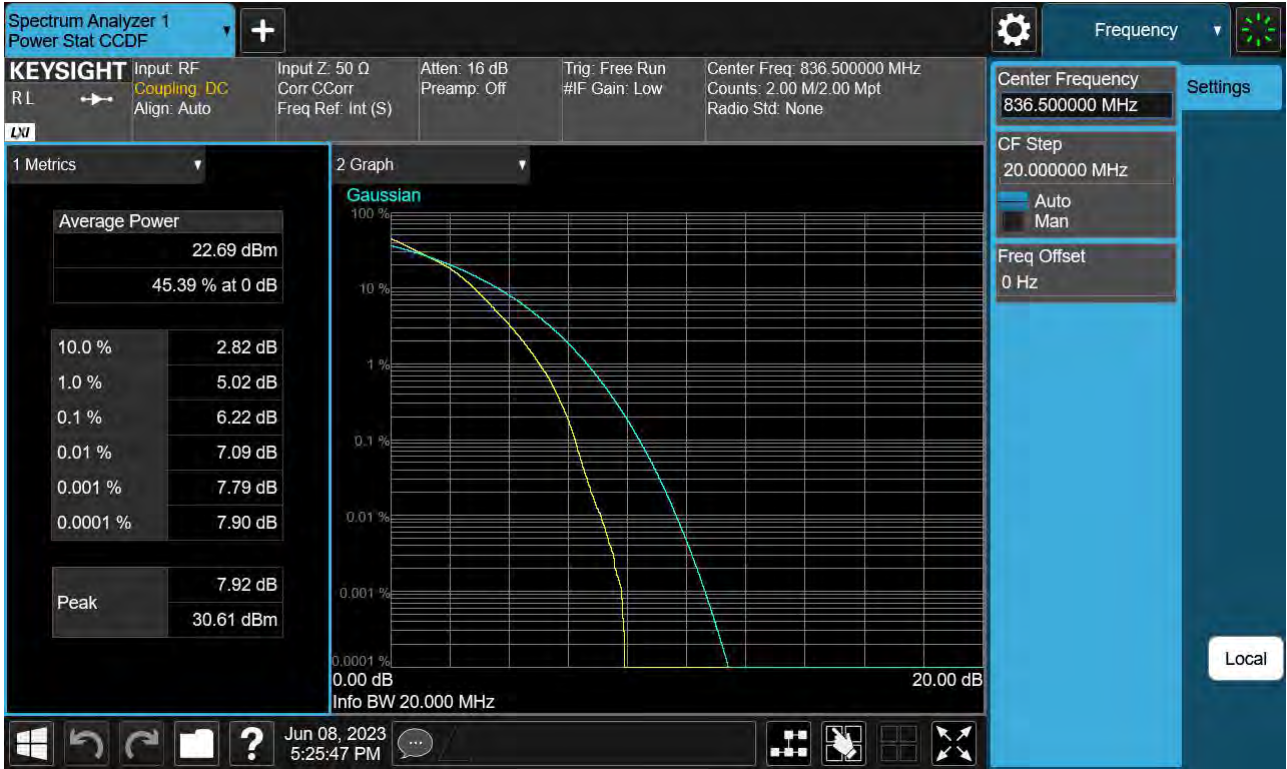 Spectrum Analyzer 1
Power Stat CCDF
Frequency
KEYSIGHT
RL
LXI
Input: RF
Coupling: DC
Align: Auto
Input Z: 50 Ω
Corr CCorr
Freq Ref: Int (S)
Atten: 16 dB
Preamp: Off
Trig: Free Run
#IF Gain: Low
Center Freq: 836.500000 MHz
Counts: 2.00 M/2.00 Mpt
Radio Std: None
Center Frequency
836.500000 MHz
Settings
CF Step
20.000000 MHz
Auto
Man
Freq Offset
0 Hz
Local
1 Metrics
Average Power
22.69 dBm
45.39 % at 0 dB
10.0 % 2.82 dB
1.0 % 5.02 dB
0.1 % 6.22 dB
0.01 % 7.09 dB
0.001 % 7.79 dB
0.0001 % 7.90 dB
Peak
7.92 dB
30.61 dBm
2 Graph
Gaussian
100 %
10 %
1 %
0.1 %
0.01 %
0.001 %
0.0001 %
0.00 dB 20.00 dB
Info BW 20.000 MHz
?
Jun 08, 2023
5:25:47 PM